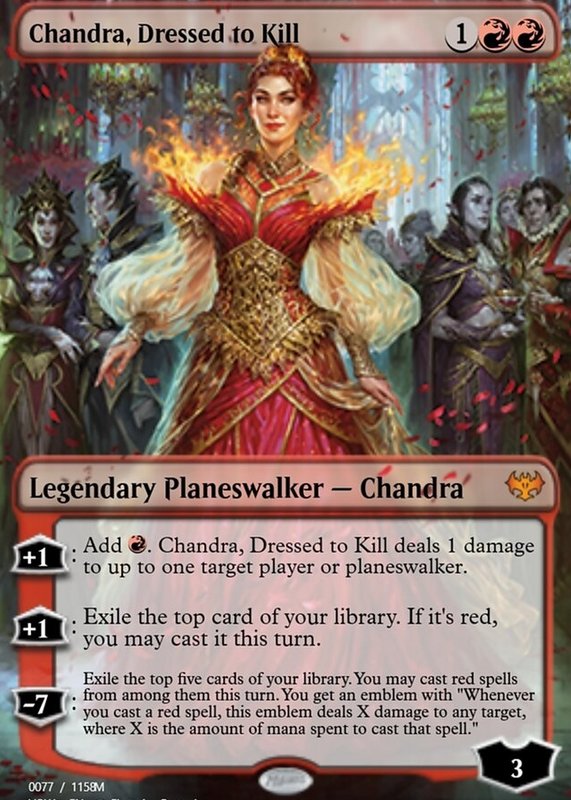 Chandra, Dressed to Kill 1
Legendary Planeswalker — Chandra
+1: Add. Chandra, Dressed to Kill deals 1 damage
to up to one target player or planeswalker.
+1: Exile the top card of your library. If it's red,
you may cast it this turn.
Exile the top five cards of your library. You may cast red spells
-7: from among them this turn. You get an emblem with "Whenever
you cast a red spell, this emblem deals X damage to any target,
where X is the amount of mana spent to cast that spell."
3
0077 / 1158M